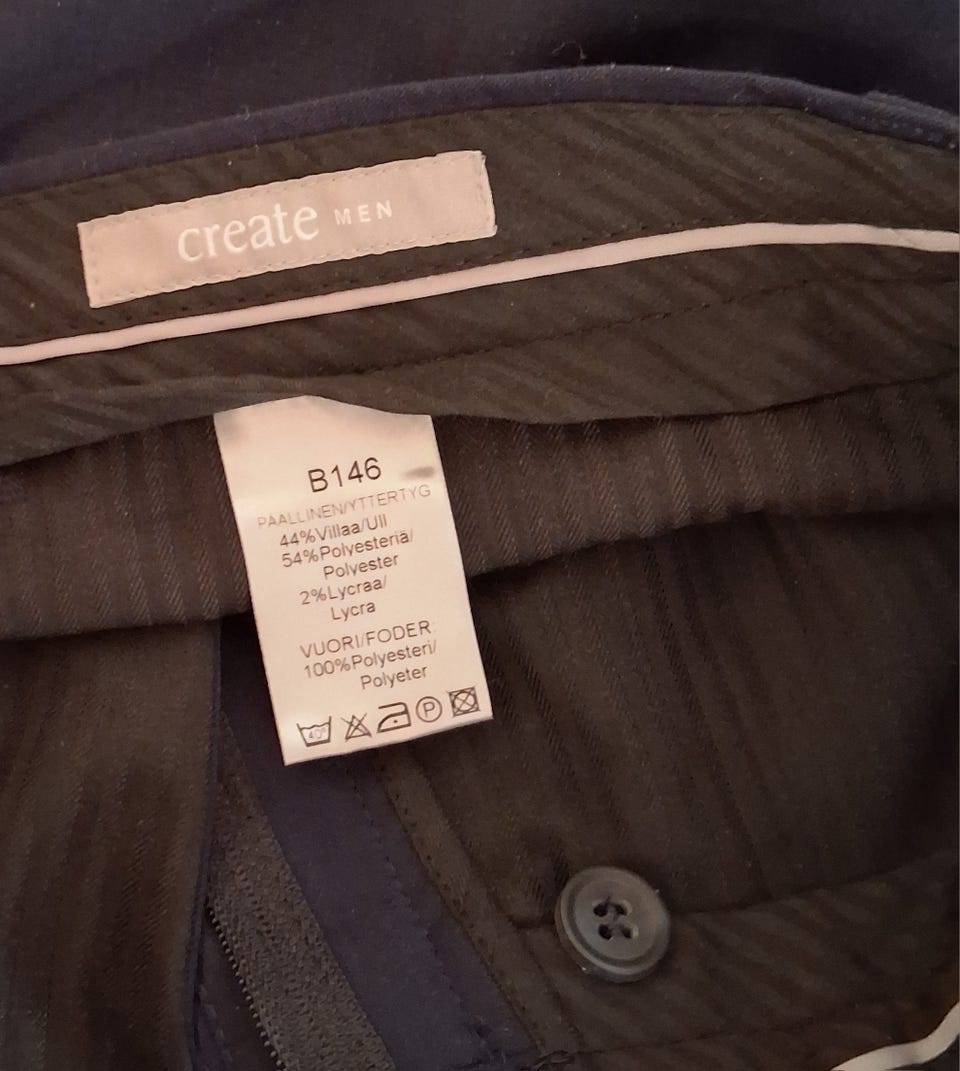 create MEN
B146
PÄÄLLINEN/YTTERTYG
44%Villaa/Ull
54%Polyesteriä/
Polyester
2%Lycraa/
Lycra
VUORI/FODER:
100%Polyesteri/
Polyeter
40° P